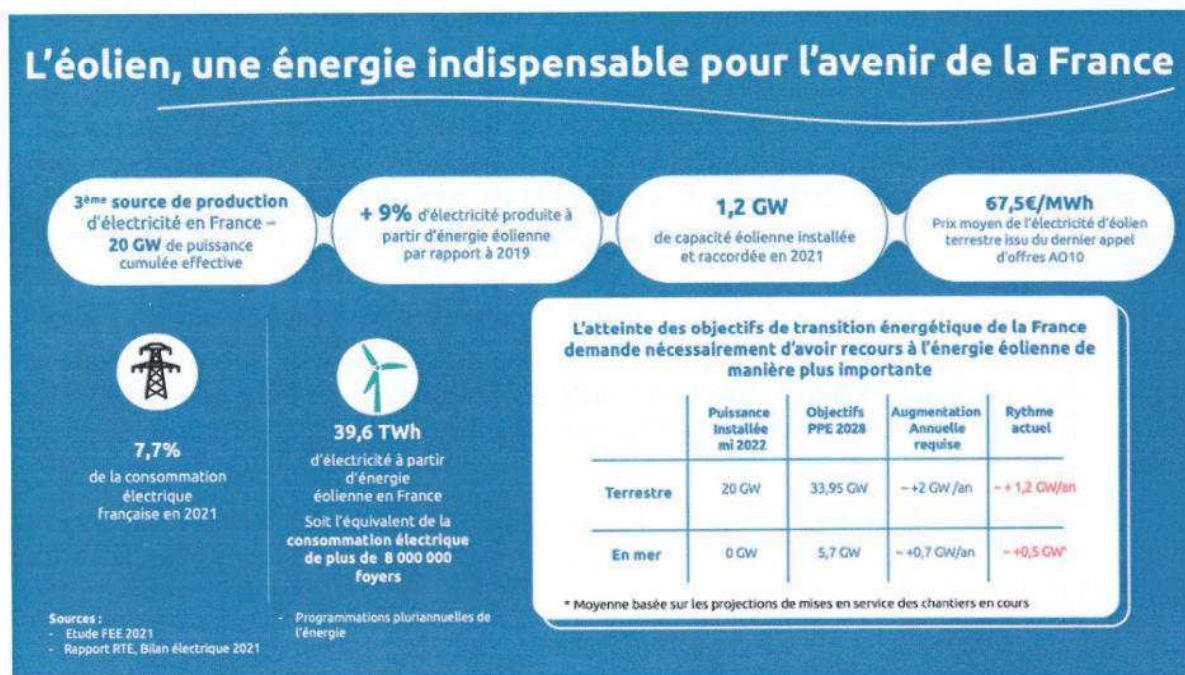 L'éolien, une énergie indispensable pour l'avenir de la France
3ème source de production
d'électricité en France –
20 GW de puissance
cumulée effective
+ 9% d'électricité produite à
partir d'énergie éolienne
par rapport à 2019
1,2 GW
de capacité éolienne installée
et raccordée en 2021
67,5€/MWh
Prix moyen de l'électricité d'éolien
terrestre issu du dernier appel
d'offres AO10
7,7%
de la consommation
électrique
française en 2021
39,6 TWh
d'électricité à partir
d'énergie
éolienne en France
Soit l'équivalent de la
consommation électrique
de plus de 8 000 000
foyers
L'atteinte des objectifs de transition énergétique de la France
demande nécessairement d'avoir recours à l'énergie éolienne de
manière plus importante
Puissance Installée mi 2022 Objectifs PPE 2028 Augmentation Annuelle requise Rythme actuel
Terrestre 20 GW 33,95 GW ~ +2 GW /an ~ + 1,2 GW/an
En mer 0 GW 5,7 GW ~ +0,7 GW/an ~ +0,5 GW*
* Moyenne basée sur les projections de mises en service des chantiers en cours
Sources :
- Etude FEE 2021
- Rapport RTE, Bilan électrique 2021
- Programmations pluriannuelles de
l'énergie